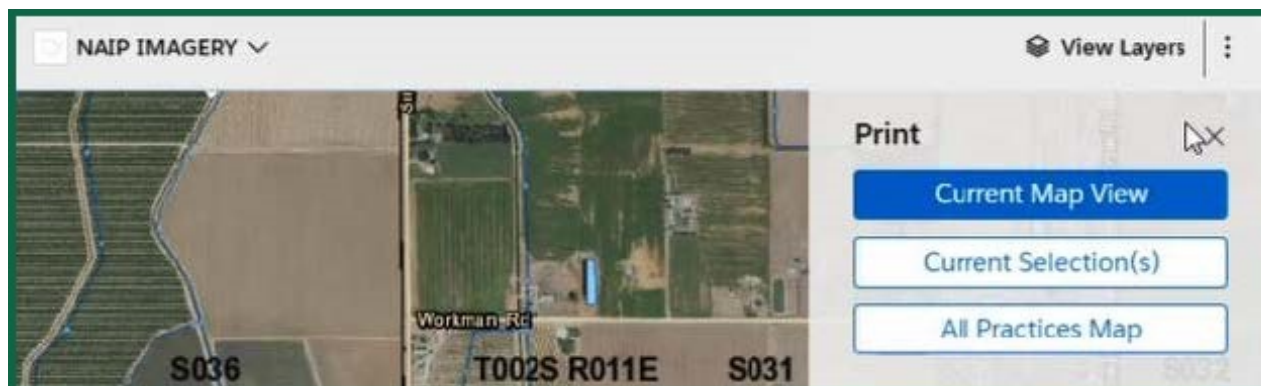 NAIP IMAGERY
View Layers
Print
Current Map View
Current Selection(s)
All Practices Map
Workman Rd
S036
T002S R011E
S031
S032